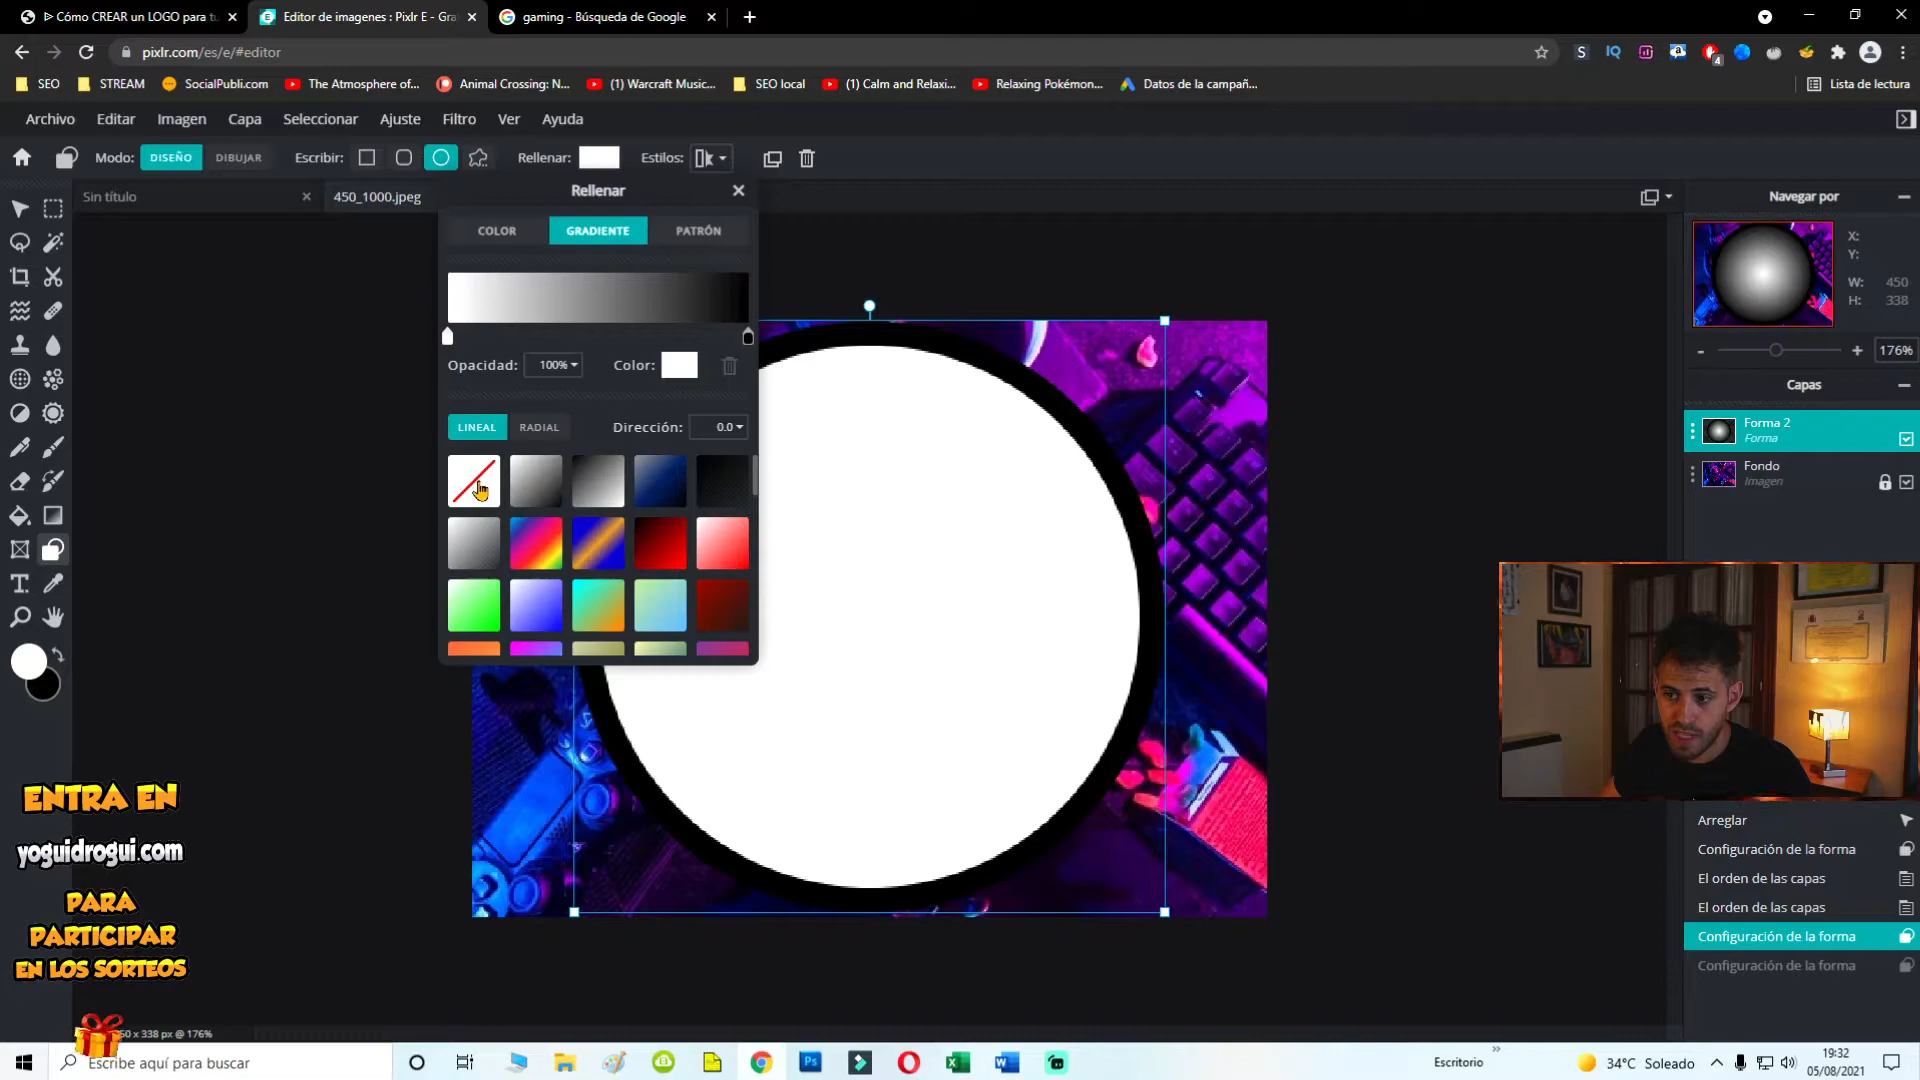 ▷ Cómo CREAR un LOGO para tu
Editor de imagenes : Pixlr E - Gra
gaming - Búsqueda de Google
pixlr.com/es/e/#editor
SEO
STREAM
SocialPubli.com
The Atmosphere of...
Animal Crossing: N...
(1) Warcraft Music...
SEO local
(1) Calm and Relaxi...
Relaxing Pokémon...
Datos de la campañ...
Lista de lectura
Archivo
Editar
Imagen
Capa
Seleccionar
Ajuste
Filtro
Ver
Ayuda
Modo:
DISEÑO
DIBUJAR
Escribir:
Rellenar:
Estilos:
Sin título
450_1000.jpeg
Rellenar
COLOR
GRADIENTE
PATRÓN
Opacidad:
100%
Color:
LINEAL
RADIAL
Dirección:
0.0
Navegar por
X:
Y:
W: 450
H: 338
176%
Capas
Forma 2
Forma
Fondo
Imagen
Arreglar
Configuración de la forma
El orden de las capas
El orden de las capas
Configuración de la forma
Configuración de la forma
ENTRA EN
yoguidrogui.com
PARA
PARTICIPAR
EN LOS SORTEOS
50 x 338 px @ 176%
Escribe aquí para buscar
Ps
Escritorio
34°C Soleado
19:32
05/08/2021